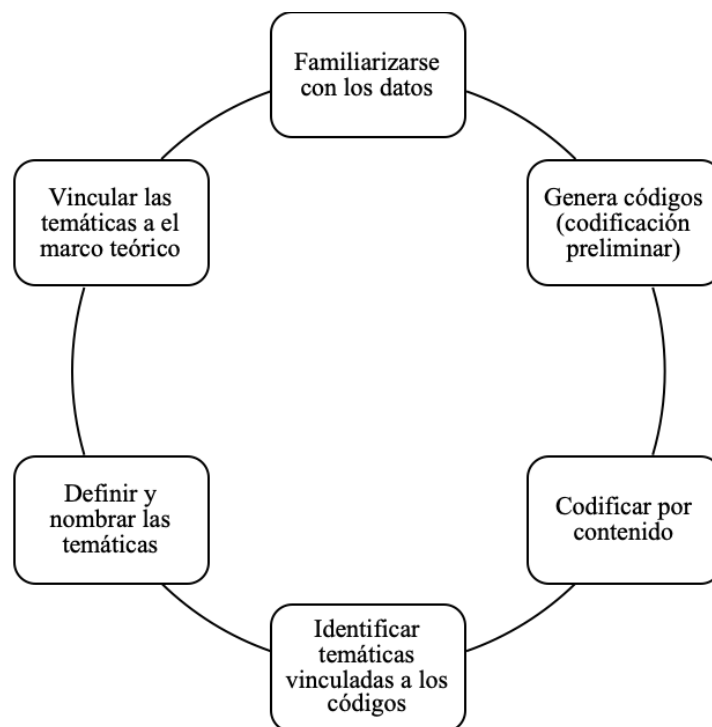 Familiarizarse
con los datos
Genera códigos
(codificación
preliminar)
Codificar por
contenido
Identificar
temáticas
vinculadas a los
códigos
Definir y
nombrar las
temáticas
Vincular las
temáticas a el
marco teórico